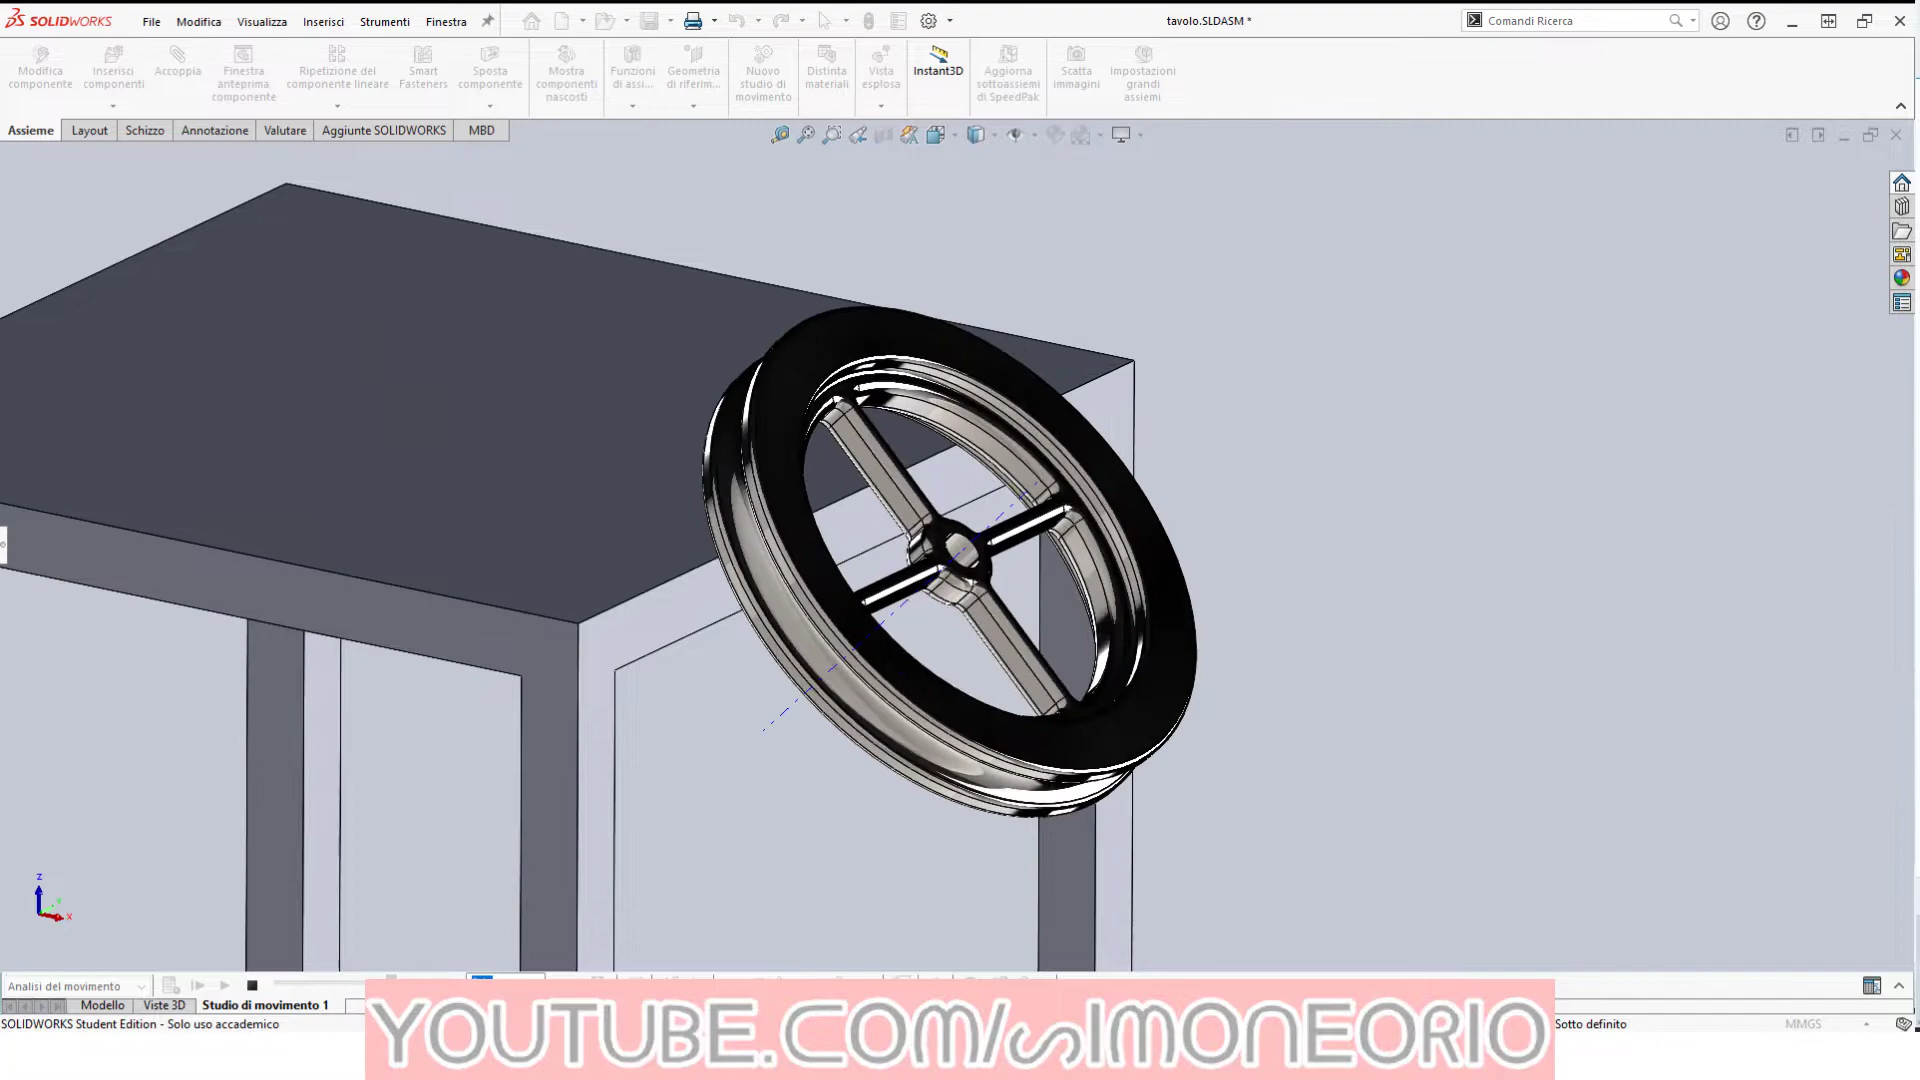 SOLIDWORKS File Modifica Visualizza Inserisci Strumenti Finestra tavolo.SLDASM * Comandi Ricerca
Modifica componente
Inserisci componenti
Accoppia
Finestra anteprima componente
Ripetizione del componente lineare
Smart Fasteners
Sposta componente
Mostra componenti nascosti
Funzioni di assi...
Geometria di riferim...
Nuovo studio di movimento
Distinta materiali
Vista esplosa
Instant3D
Aggiorna sottoassiemi di SpeedPak
Scatta immagini
Impostazioni grandi assiemi
Assieme Layout Schizzo Annotazione Valutare Aggiunte SOLIDWORKS MBD
z
x
Analisi del movimento
Modello Viste 3D Studio di movimento 1
SOLIDWORKS Student Edition - Solo uso accademico
Sotto definito MMGS
YOUTUBE.COM/SIMONEORIO